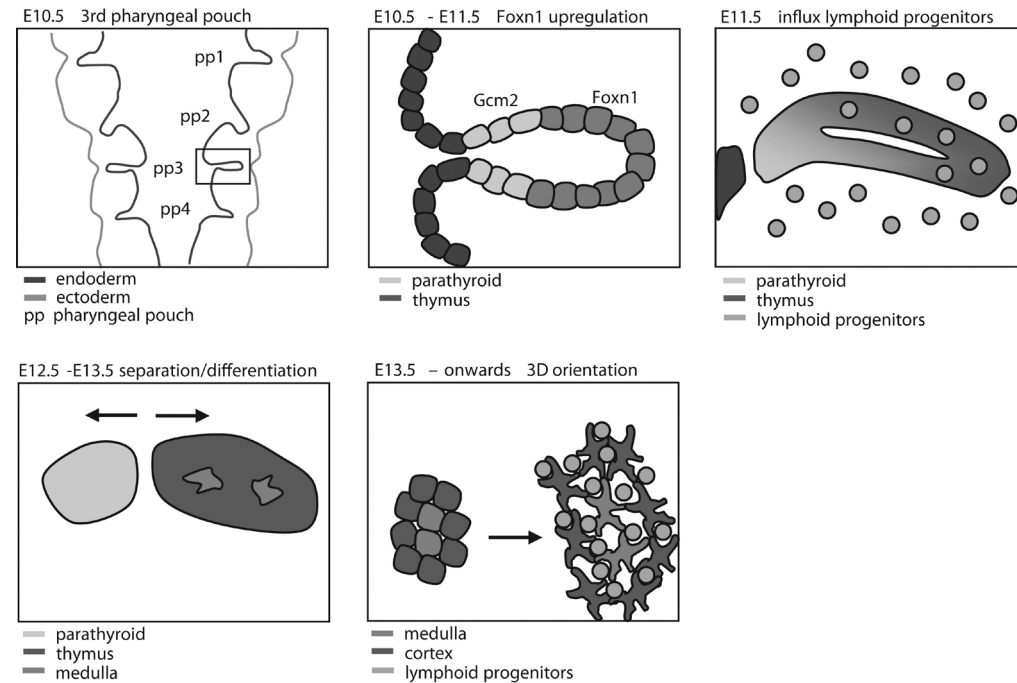 E10.5 3rd pharyngeal pouch
pp1
pp2
pp3
pp4
endoderm
ectoderm
pp pharyngeal pouch
E10.5 - E11.5 Foxn1 upregulation
Gcm2
Foxn1
parathyroid
thymus
E11.5 influx lymphoid progenitors
parathyroid
thymus
lymphoid progenitors
E12.5 -E13.5 separation/differentiation
parathyroid
thymus
medulla
E13.5 – onwards 3D orientation
medulla
cortex
lymphoid progenitors